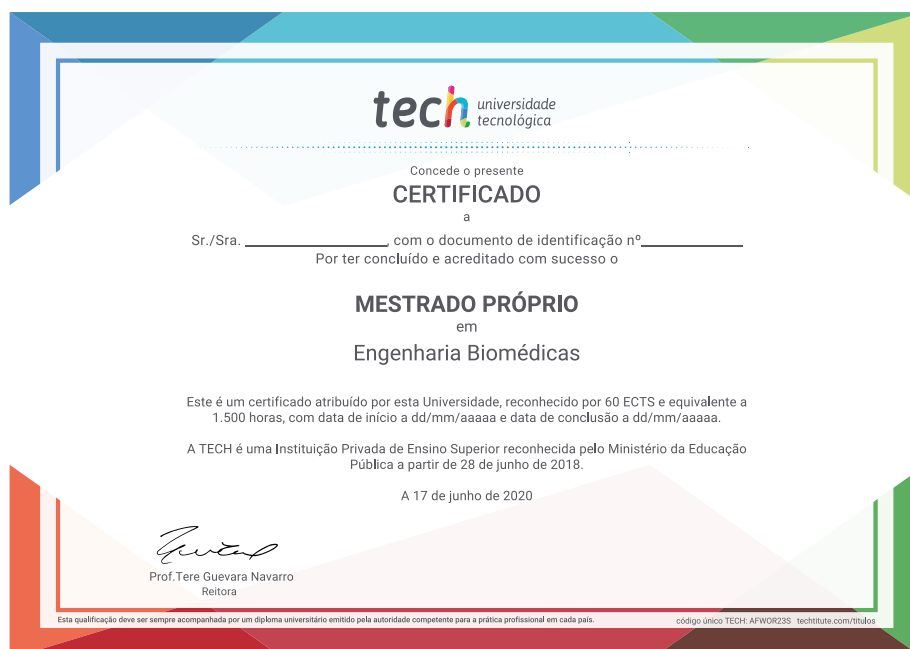 tech universidade
tecnológica
Concede o presente
CERTIFICADO
a
Sr./Sra. , com o documento de identificação nº
Por ter concluído e acreditado com sucesso o
MESTRADO PRÓPRIO
em
Engenharia Biomédicas
Este é um certificado atribuído por esta Universidade, reconhecido por 60 ECTS e equivalente a
1.500 horas, com data de início a dd/mm/aaaaa e data de conclusão a dd/mm/aaaaa.
A TECH é uma Instituição Privada de Ensino Superior reconhecida pelo Ministério da Educação
Pública a partir de 28 de junho de 2018.
A 17 de junho de 2020
Prof.Tere Guevara Navarro
Reitora
Esta qualificação deve ser sempre acompanhada por um diploma universitário emitido pela autoridade competente para a prática profissional em cada país.
código único TECH: AFWOR23S techtitute.com/titulos